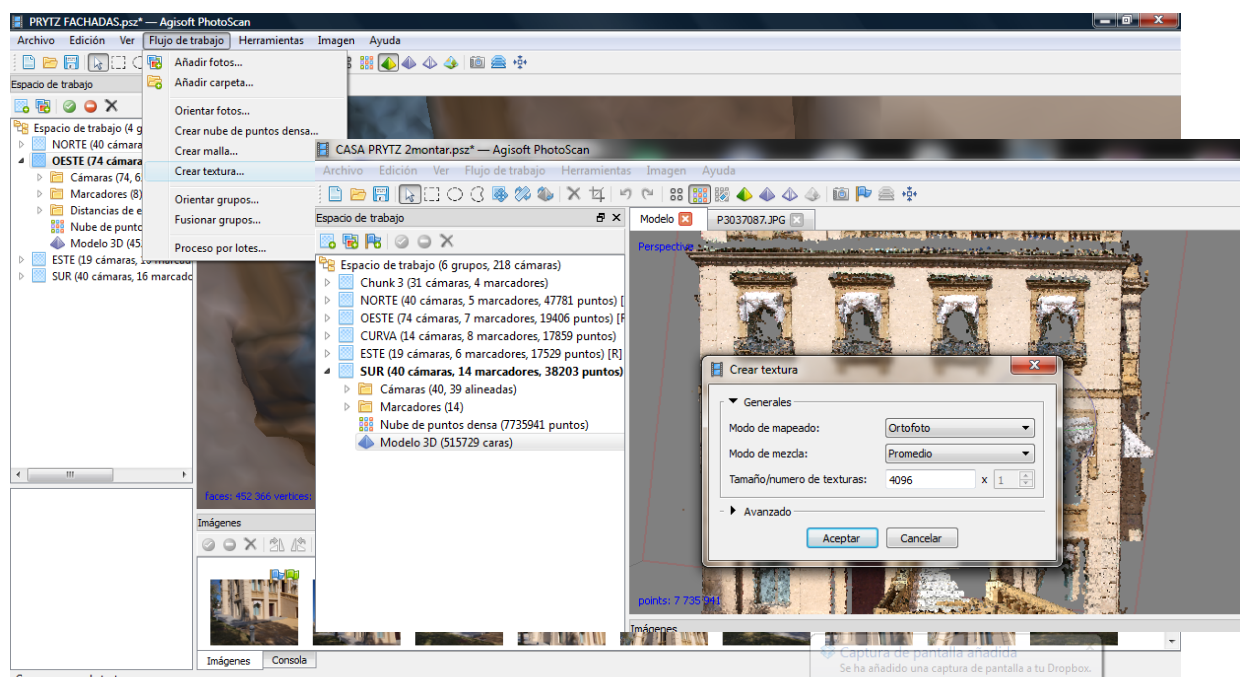 PRYTZ FACHADAS.psz* — Agisoft PhotoScan
Archivo Edición Ver Flujo de trabajo Herramientas Imagen Ayuda
Espacio de trabajo
Espacio de trabajo (4 g
NORTE (40 cámara
OESTE (74 cámara
Cámaras (74, 6
Marcadores (8)
Distancias de e
Nube de punto
Modelo 3D (45
ESTE (19 cámaras,
SUR (40 cámaras, 16 marcado
Añadir fotos...
Añadir carpeta...
Orientar fotos...
Crear nube de puntos densa...
Crear malla...
Crear textura...
Orientar grupos...
Fusionar grupos...
Proceso por lotes...
faces: 452 366 vertices:
Imágenes
Imágenes Consola
CASA PRYTZ 2montar.psz* — Agisoft PhotoScan
Archivo Edición Ver Flujo de trabajo Herramientas Imagen Ayuda
Espacio de trabajo
Espacio de trabajo (6 grupos, 218 cámaras)
Chunk 3 (31 cámaras, 4 marcadores)
NORTE (40 cámaras, 5 marcadores, 47781 puntos) [
OESTE (74 cámaras, 7 marcadores, 19406 puntos) [R
CURVA (14 cámaras, 8 marcadores, 17859 puntos)
ESTE (19 cámaras, 6 marcadores, 17529 puntos) [R]
SUR (40 cámaras, 14 marcadores, 38203 puntos)
Cámaras (40, 39 alineadas)
Marcadores (14)
Nube de puntos densa (7735941 puntos)
Modelo 3D (515729 caras)
Modelo P3037087.JPG
Perspective
Crear textura
Generales
Modo de mapeado: Ortofoto
Modo de mezcla: Promedio
Tamaño/numero de texturas: 4096 x 1
Avanzado
Aceptar Cancelar
points: 7 735 941
Imágenes
Captura de pantalla añadida
Se ha añadido una captura de pantalla a tu Dropbox.